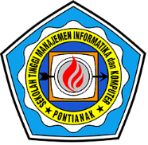 SEKOLAH TINGGI MANAJEMEN INFORMATIKA dan KOMPUTER
PONTIANAK